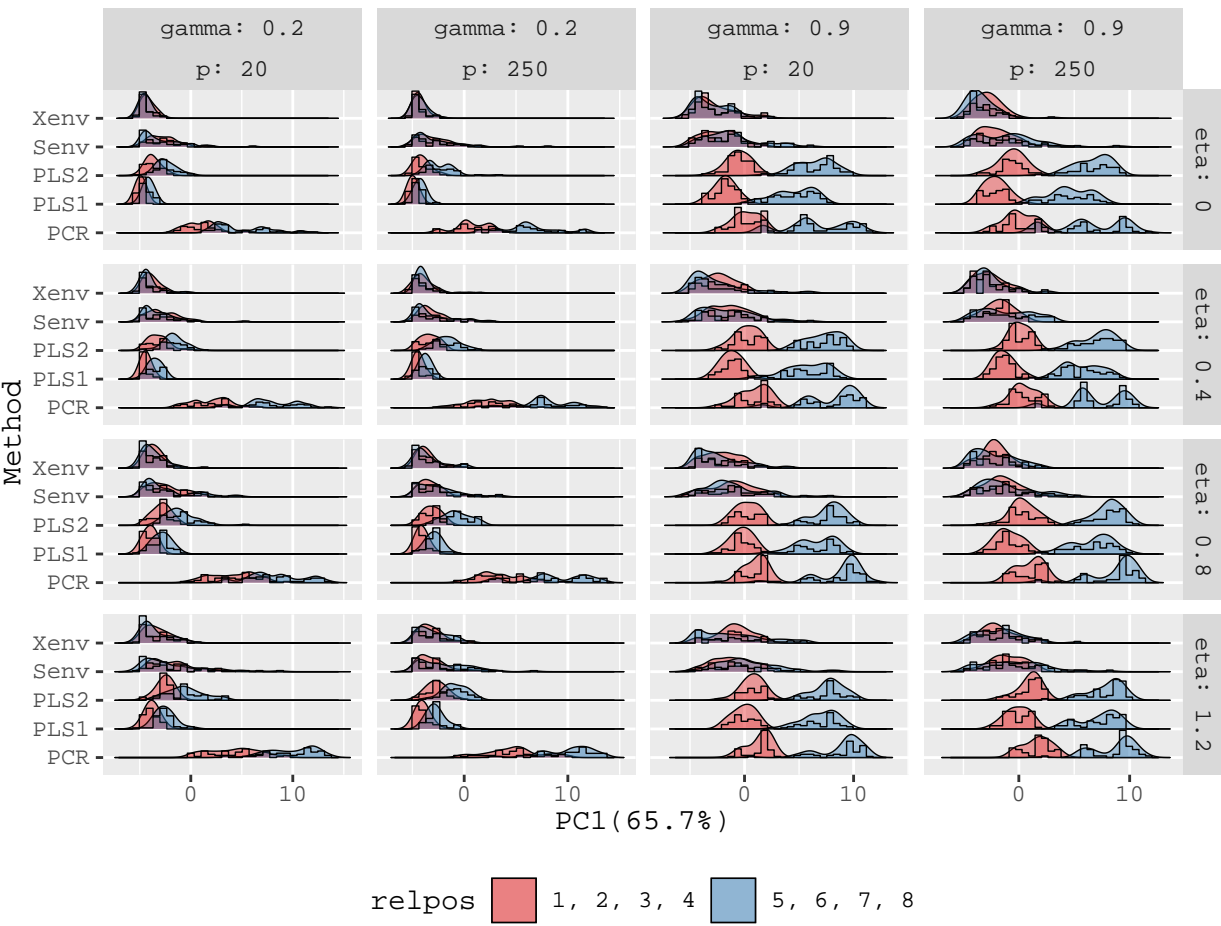 gamma: 0.2
gamma: 0.2
gamma: 0.9
gamma: 0.9
p: 20
p: 250
p: 20
p: 250
Xenv
Senv
PLS2
PLS1
PCR
eta: 0
Xenv
Senv
PLS2
PLS1
PCR
eta: 0.4
Method
Xenv
Senv
PLS2
PLS1
PCR
eta: 0.8
Xenv
Senv
PLS2
PLS1
PCR
eta: 1.2
0 10
0 10
0 10
0 10
PC1(65.7%)
relpos 1, 2, 3, 4 5, 6, 7, 8